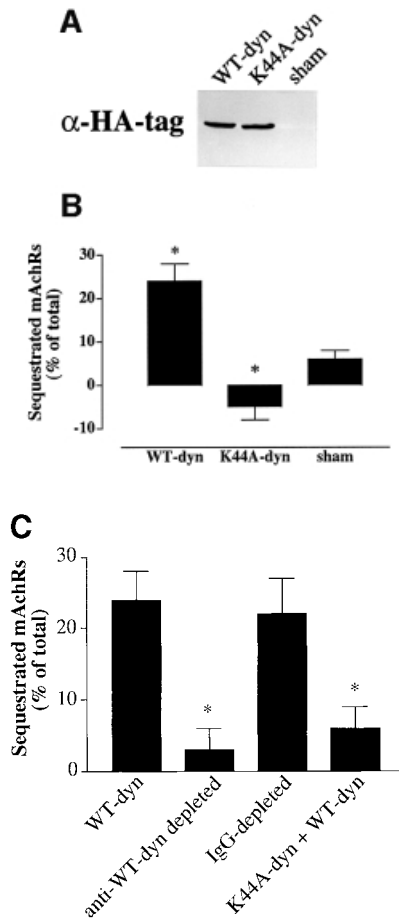 A
WT-dyn
K44A-dyn
sham
α-HA-tag
B
Sequestrated mAchRs
(% of total)
30
20
10
0
-10
*
*
WT-dyn K44A-dyn sham
C
Sequestrated mAchRs
(% of total)
30
20
10
0
*
*
WT-dyn
anti-WT-dyn depleted
IgG-depleted
K44A-dyn + WT-dyn